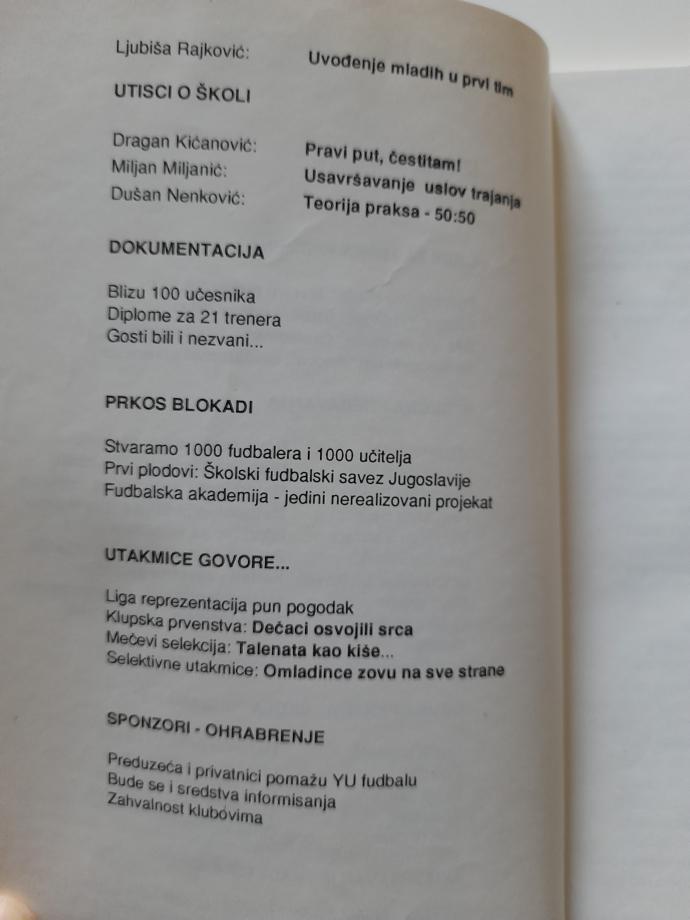 Ljubiša Rajković: Uvođenje mladih u prvi tim
UTISCI O ŠKOLI
Dragan Kićanović: Pravi put, čestitam!
Miljan Miljanić: Usavršavanje uslov trajanja
Dušan Nenković: Teorija praksa - 50:50
DOKUMENTACIJA
Blizu 100 učesnika
Diplome za 21 trenera
Gosti bili i nezvani...
PRKOS BLOKADI
Stvaramo 1000 fudbalera i 1000 učitelja
Prvi plodovi: Školski fudbalski savez Jugoslavije
Fudbalska akademija - jedini nerealizovani projekat
UTAKMICE GOVORE...
Liga reprezentacija pun pogodak
Klupska prvenstva: Dečaci osvojili srca
Mečevi selekcija: Talenata kao kiše...
Selektivne utakmice: Omladince zovu na sve strane
SPONZORI - OHRABRENJE
Preduzeća i privatnici pomažu YU fudbalu
Bude se i sredstva informisanja
Zahvalnost klubovima